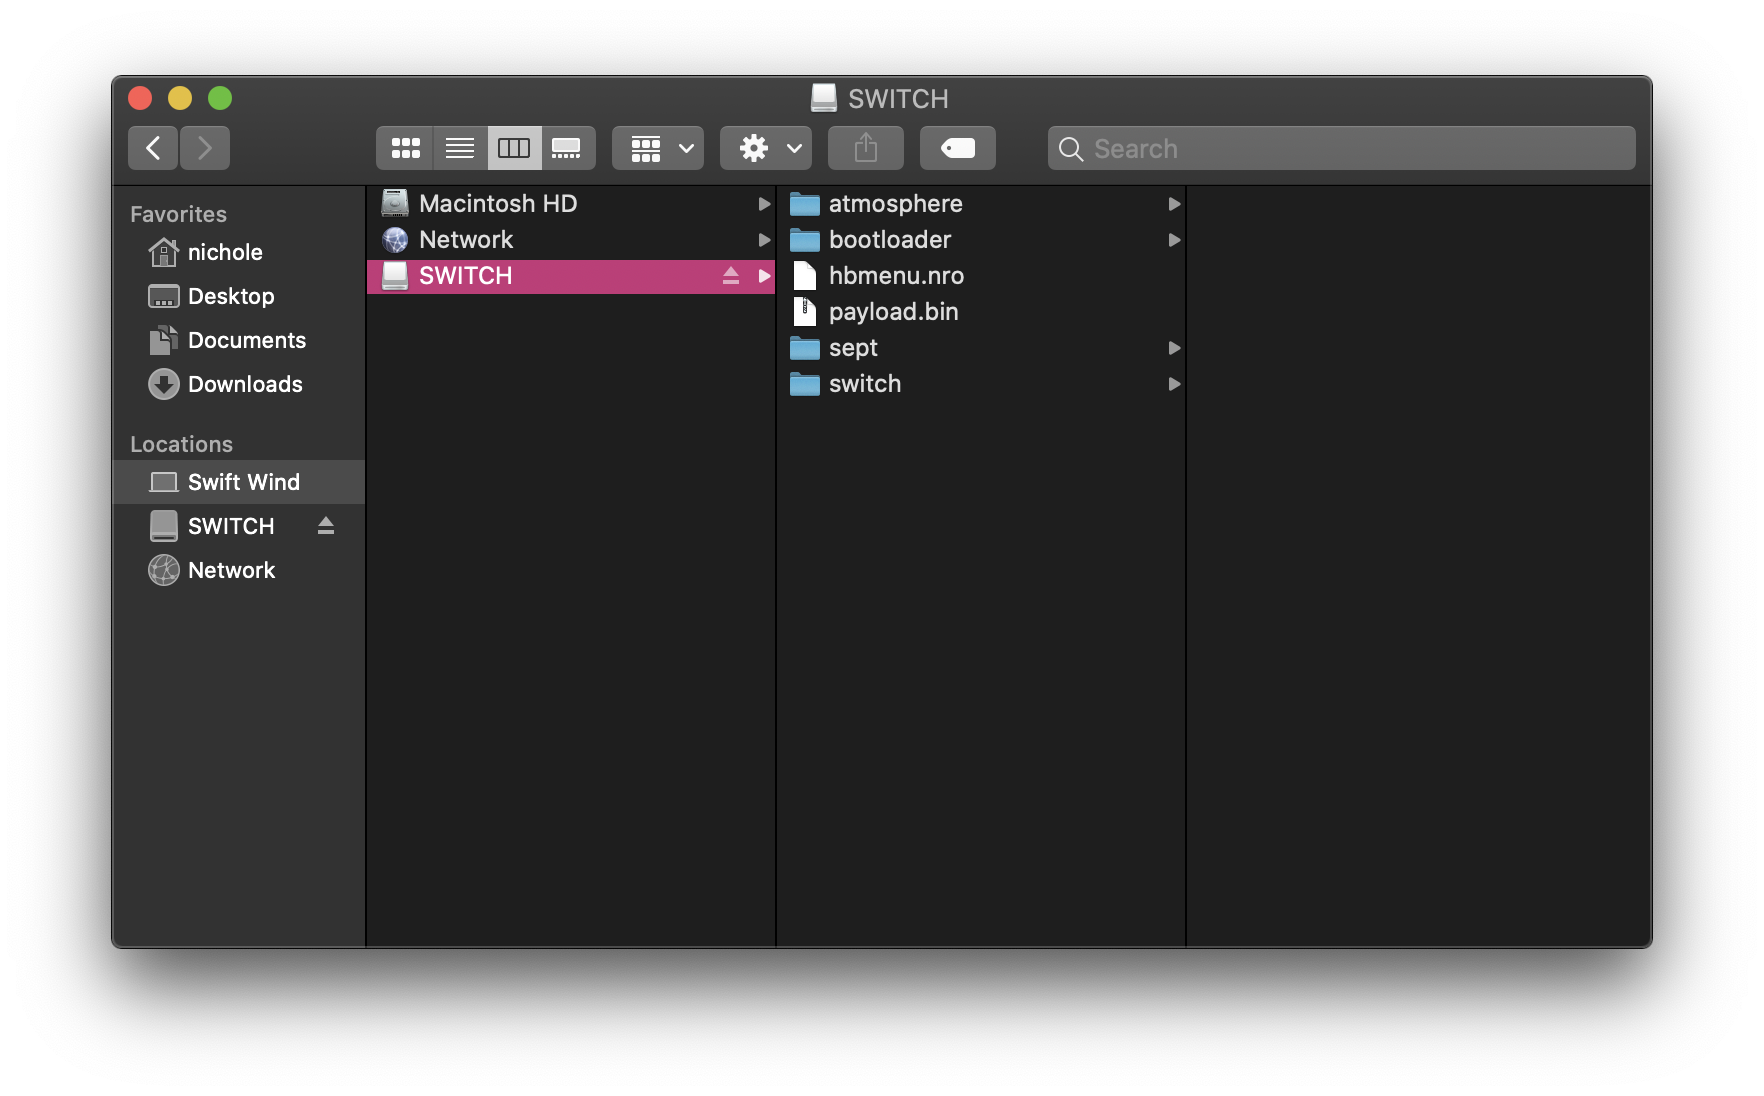 SWITCH
Search
Favorites
nichole
Desktop
Documents
Downloads
Locations
Swift Wind
SWITCH
Network
Macintosh HD
Network
SWITCH
atmosphere
bootloader
hbmenu.nro
payload.bin
sept
switch